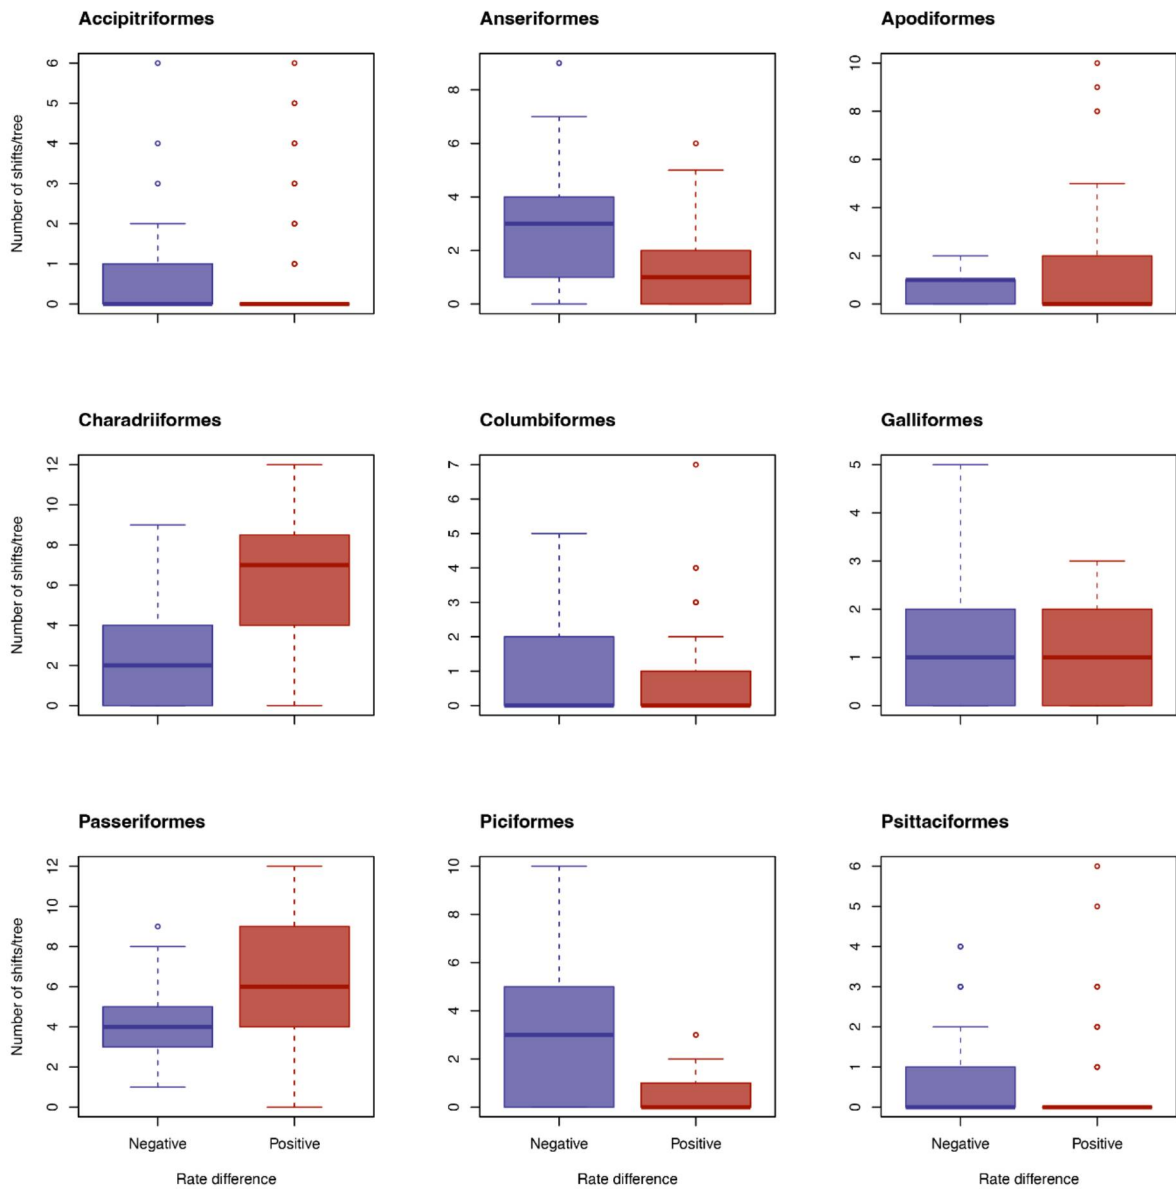 Accipitriformes
Anseriformes
Apodiformes
Number of shifts/tree
0 1 2 3 4 5 6
0 2 4 6 8
0 2 4 6 8 10
Charadriiformes
Columbiformes
Galliformes
Number of shifts/tree
0 2 4 6 8 10 12
0 1 2 3 4 5 6 7
0 1 2 3 4 5
Passeriformes
Piciformes
Psittaciformes
Number of shifts/tree
0 2 4 6 8 10 12
0 2 4 6 8 10
0 1 2 3 4 5 6
Negative Positive
Negative Positive
Negative Positive
Rate difference
Rate difference
Rate difference